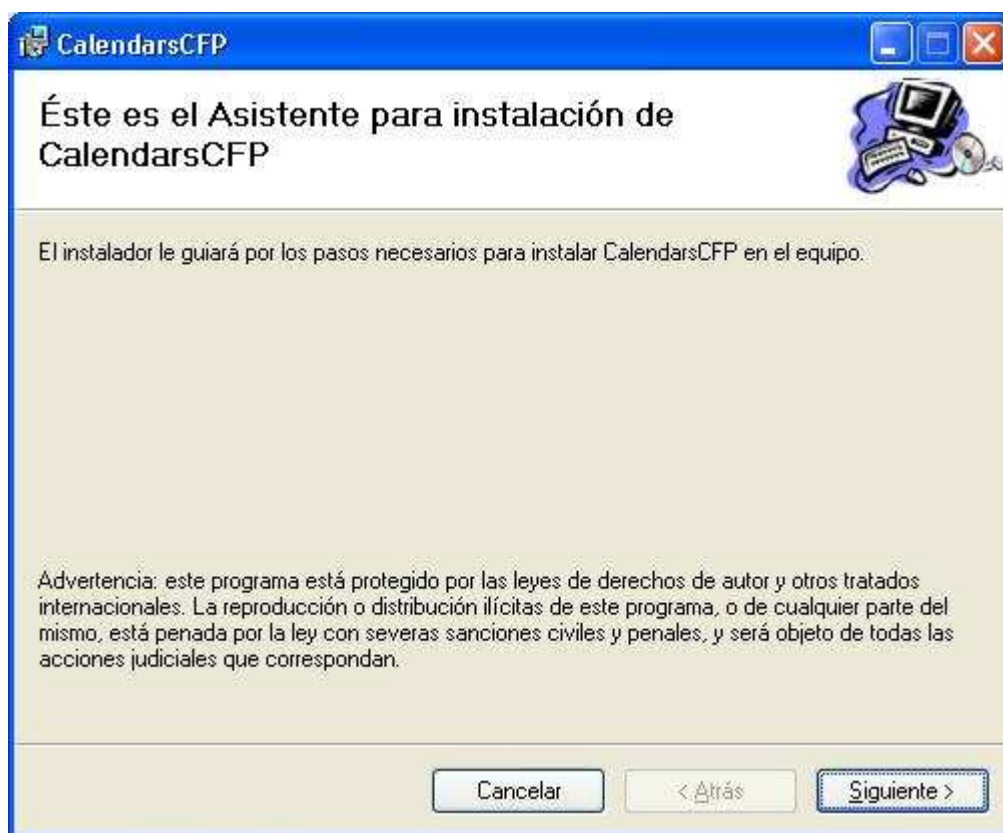 CalendarsCFP
Éste es el Asistente para instalación de
CalendarsCFP
El instalador le guiará por los pasos necesarios para instalar CalendarsCFP en el equipo.
Advertencia: este programa está protegido por las leyes de derechos de autor y otros tratados
internacionales. La reproducción o distribución ilícitas de este programa, o de cualquier parte del
mismo, está penada por la ley con severas sanciones civiles y penales, y será objeto de todas las
acciones judiciales que correspondan.
Cancelar < Atrás Siguiente >